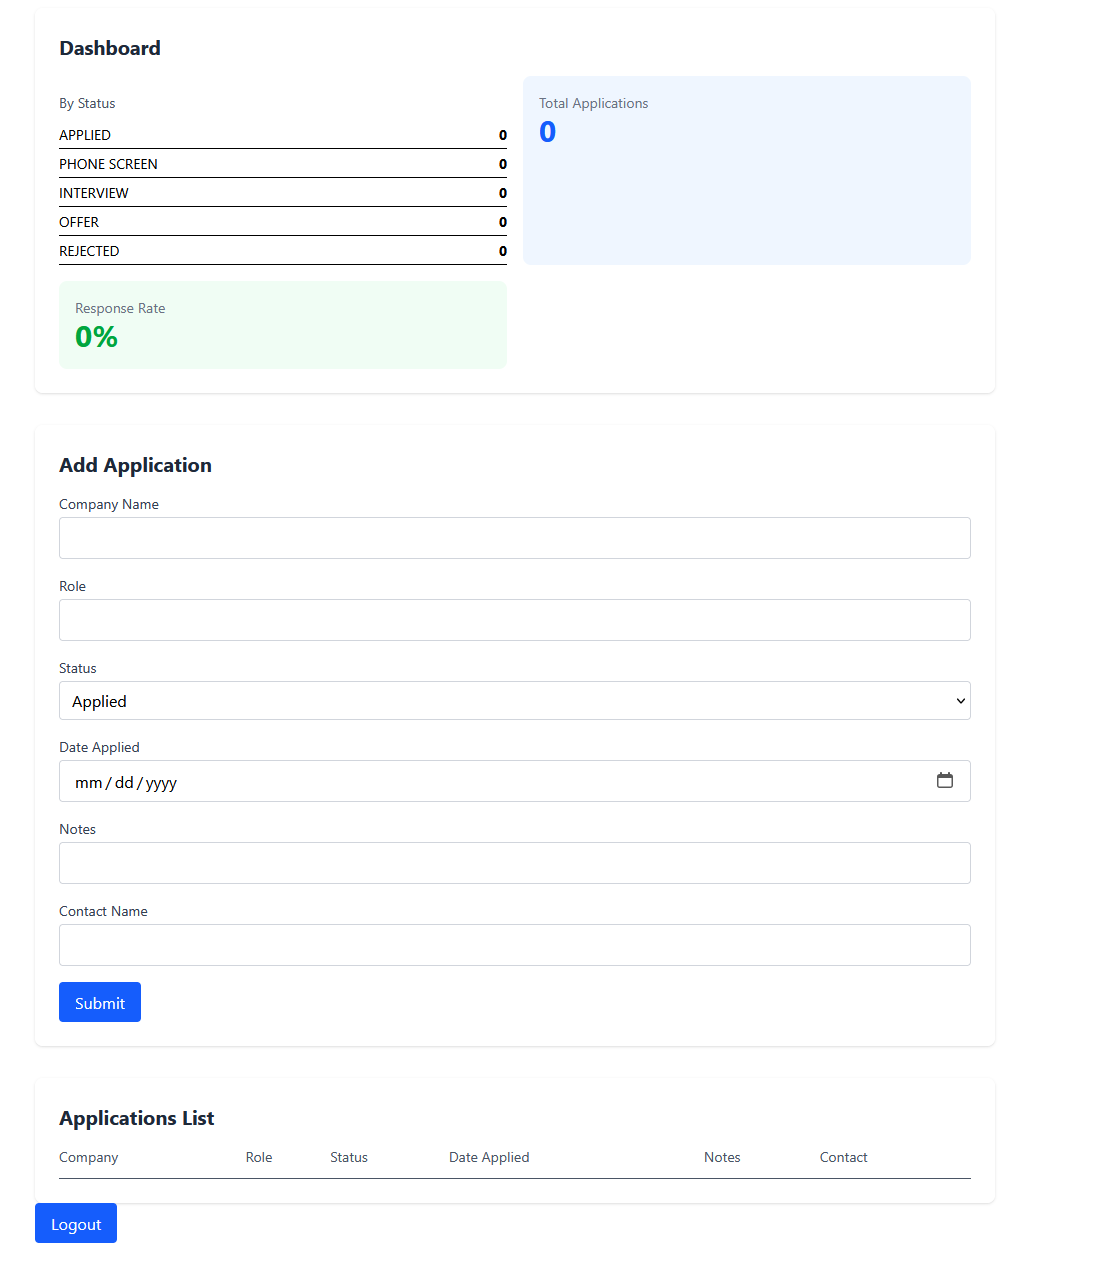 Dashboard
By Status
APPLIED 0
PHONE SCREEN 0
INTERVIEW 0
OFFER 0
REJECTED 0
Total Applications
0
Response Rate
0%
Add Application
Company Name
Role
Status
Applied
Date Applied
mm/dd/yyyy
Notes
Contact Name
Submit
Applications List
Company Role Status Date Applied Notes Contact
Logout